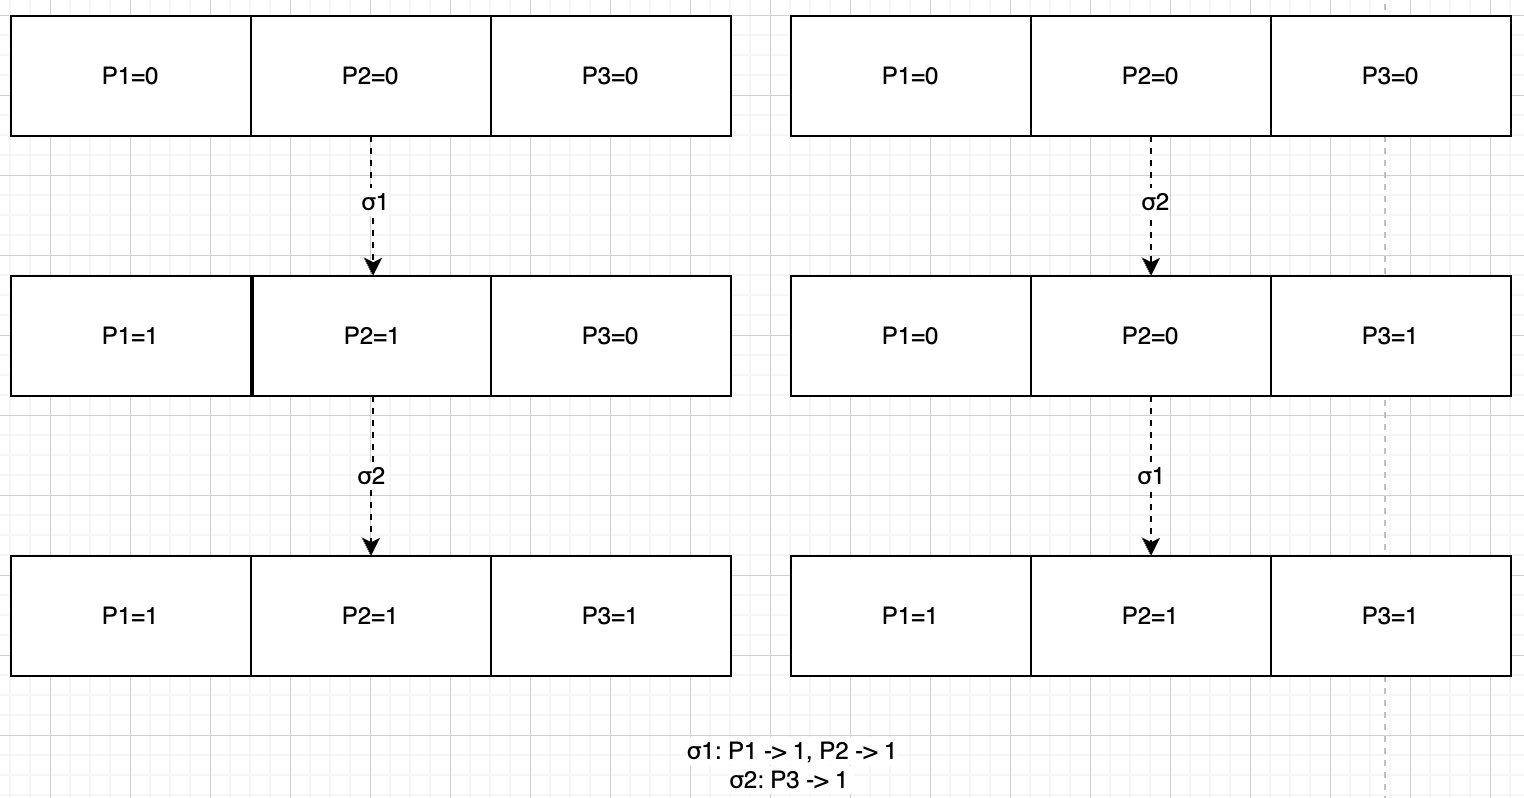 P1=0 P2=0 P3=0 P1=0 P2=0 P3=0
σ1 σ2
P1=1 P2=1 P3=0 P1=0 P2=0 P3=1
σ2 σ1
P1=1 P2=1 P3=1 P1=1 P2=1 P3=1
σ1: P1 -> 1, P2 -> 1
σ2: P3 -> 1